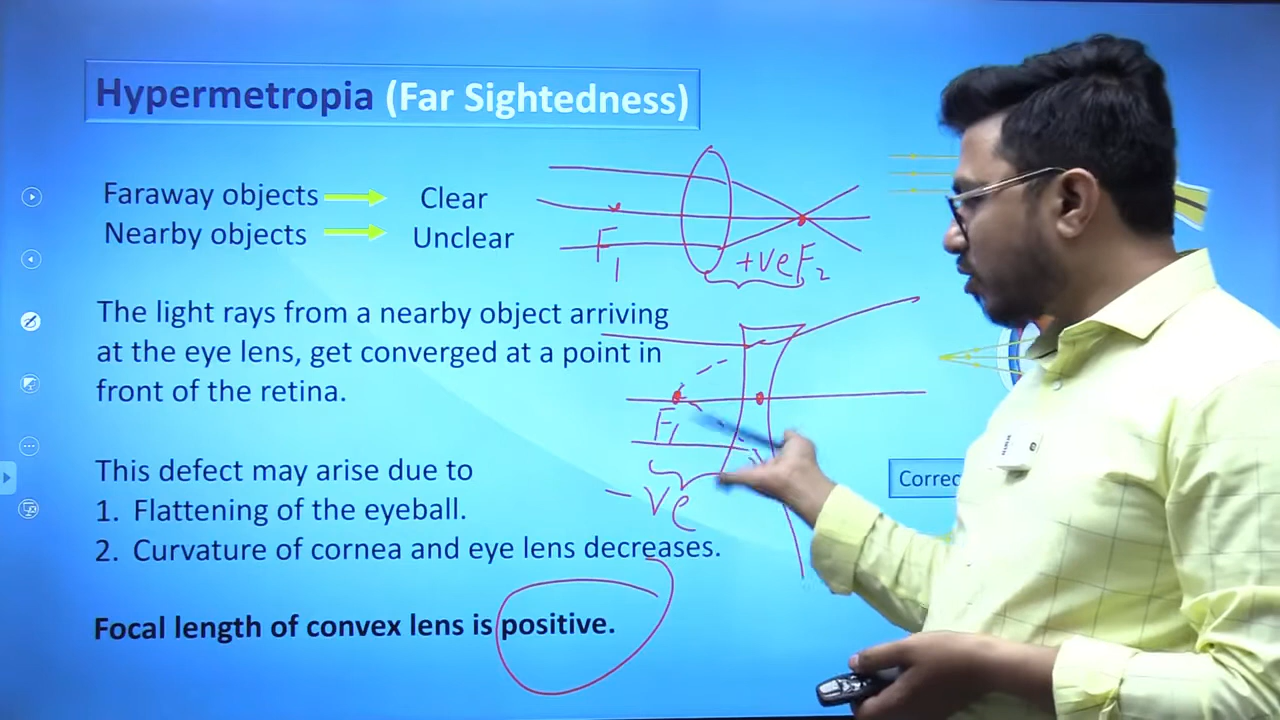 Hypermetropia (Far Sightedness)
Faraway objects Clear
Nearby objects Unclear
F1
+ve F2
The light rays from a nearby object arriving
at the eye lens, get converged at a point in
front of the retina.
F1
-ve
This defect may arise due to
1. Flattening of the eyeball.
2. Curvature of cornea and eye lens decreases.
Correc
Focal length of convex lens is positive.